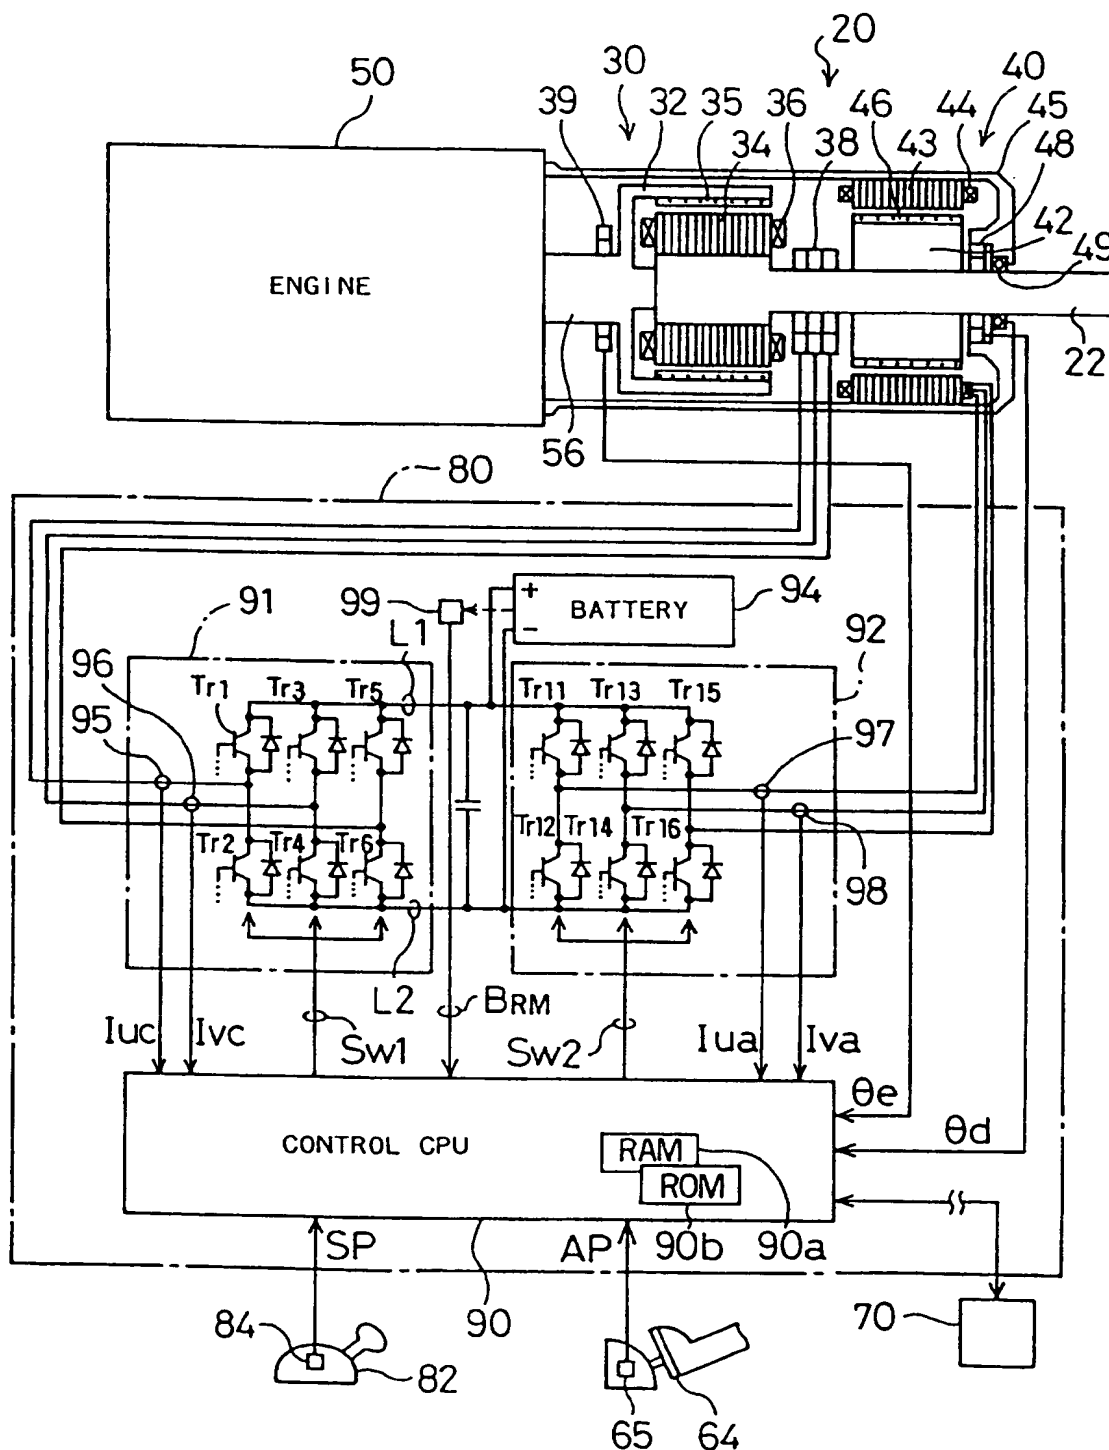 20
50
30
40
39
32
35
36
46
44
45
34
38
43
48
42
49
ENGINE
56
22
80
91
99
BATTERY
+
−
94
92
L1
96
95
Tr1
Tr3
Tr5
Tr11
Tr13
Tr15
97
Tr2
Tr4
Tr6
Tr12
Tr14
Tr16
98
L2
BRM
Iuc
Ivc
Sw1
Sw2
Iua
Iva
θe
θd
CONTROL CPU
RAM
ROM
SP
AP
90b
90a
84
90
70
82
65
64